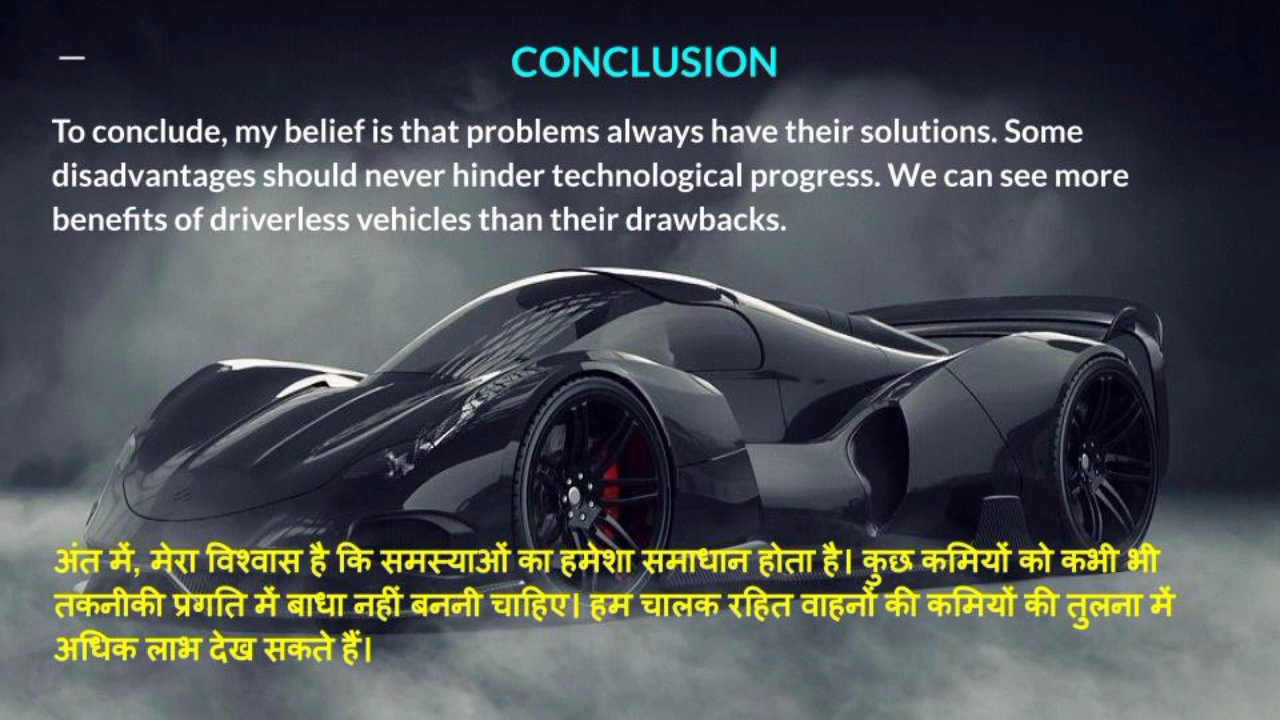 CONCLUSION
To conclude, my belief is that problems always have their solutions. Some
disadvantages should never hinder technological progress. We can see more
benefits of driverless vehicles than their drawbacks.
अंत में, मेरा विश्वास है कि समस्याओं का हमेशा समाधान होता है। कुछ कमियों को कभी भी
तकनीकी प्रगति में बाधा नहीं बननी चाहिए। हम चालक रहित वाहनों की कमियों की तुलना में
अधिक लाभ देख सकते हैं।